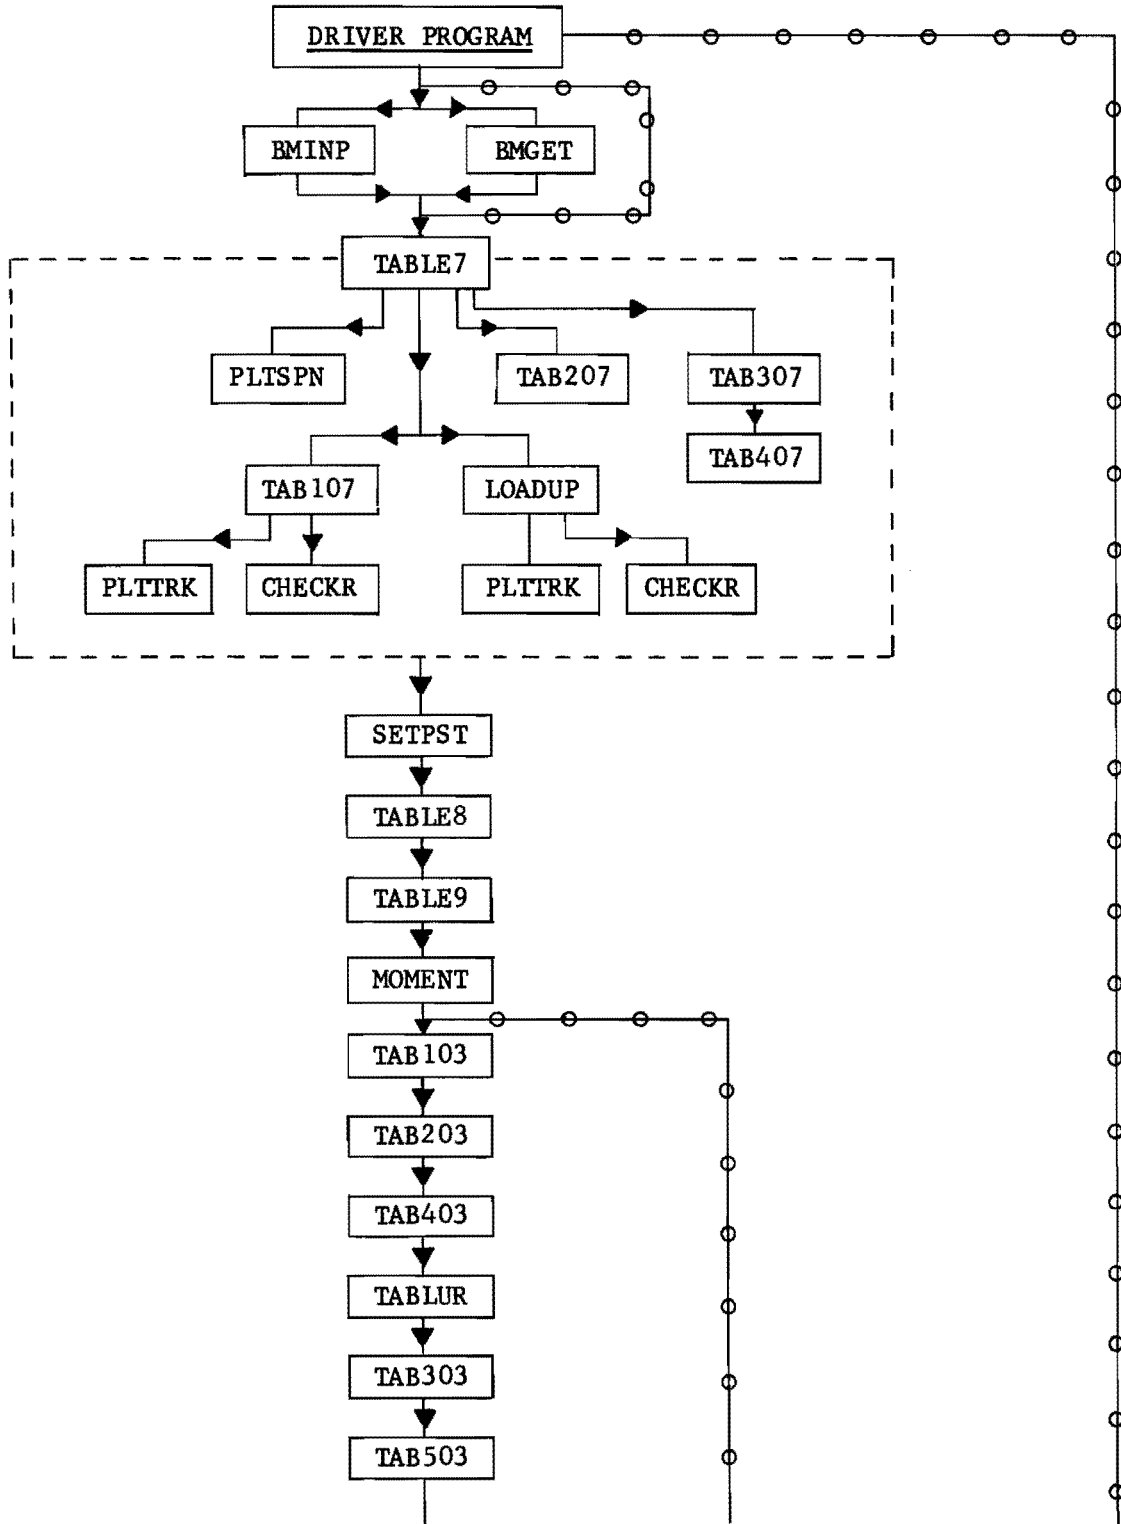 DRIVER PROGRAM
BMINP
BMGET
TABLE7
PLTSPN
TAB207
TAB307
TAB407
TAB107
LOADUP
PLTTRK
CHECKR
PLTTRK
CHECKR
SETPST
TABLE8
TABLE9
MOMENT
TAB103
TAB203
TAB403
TABLUR
TAB303
TAB503